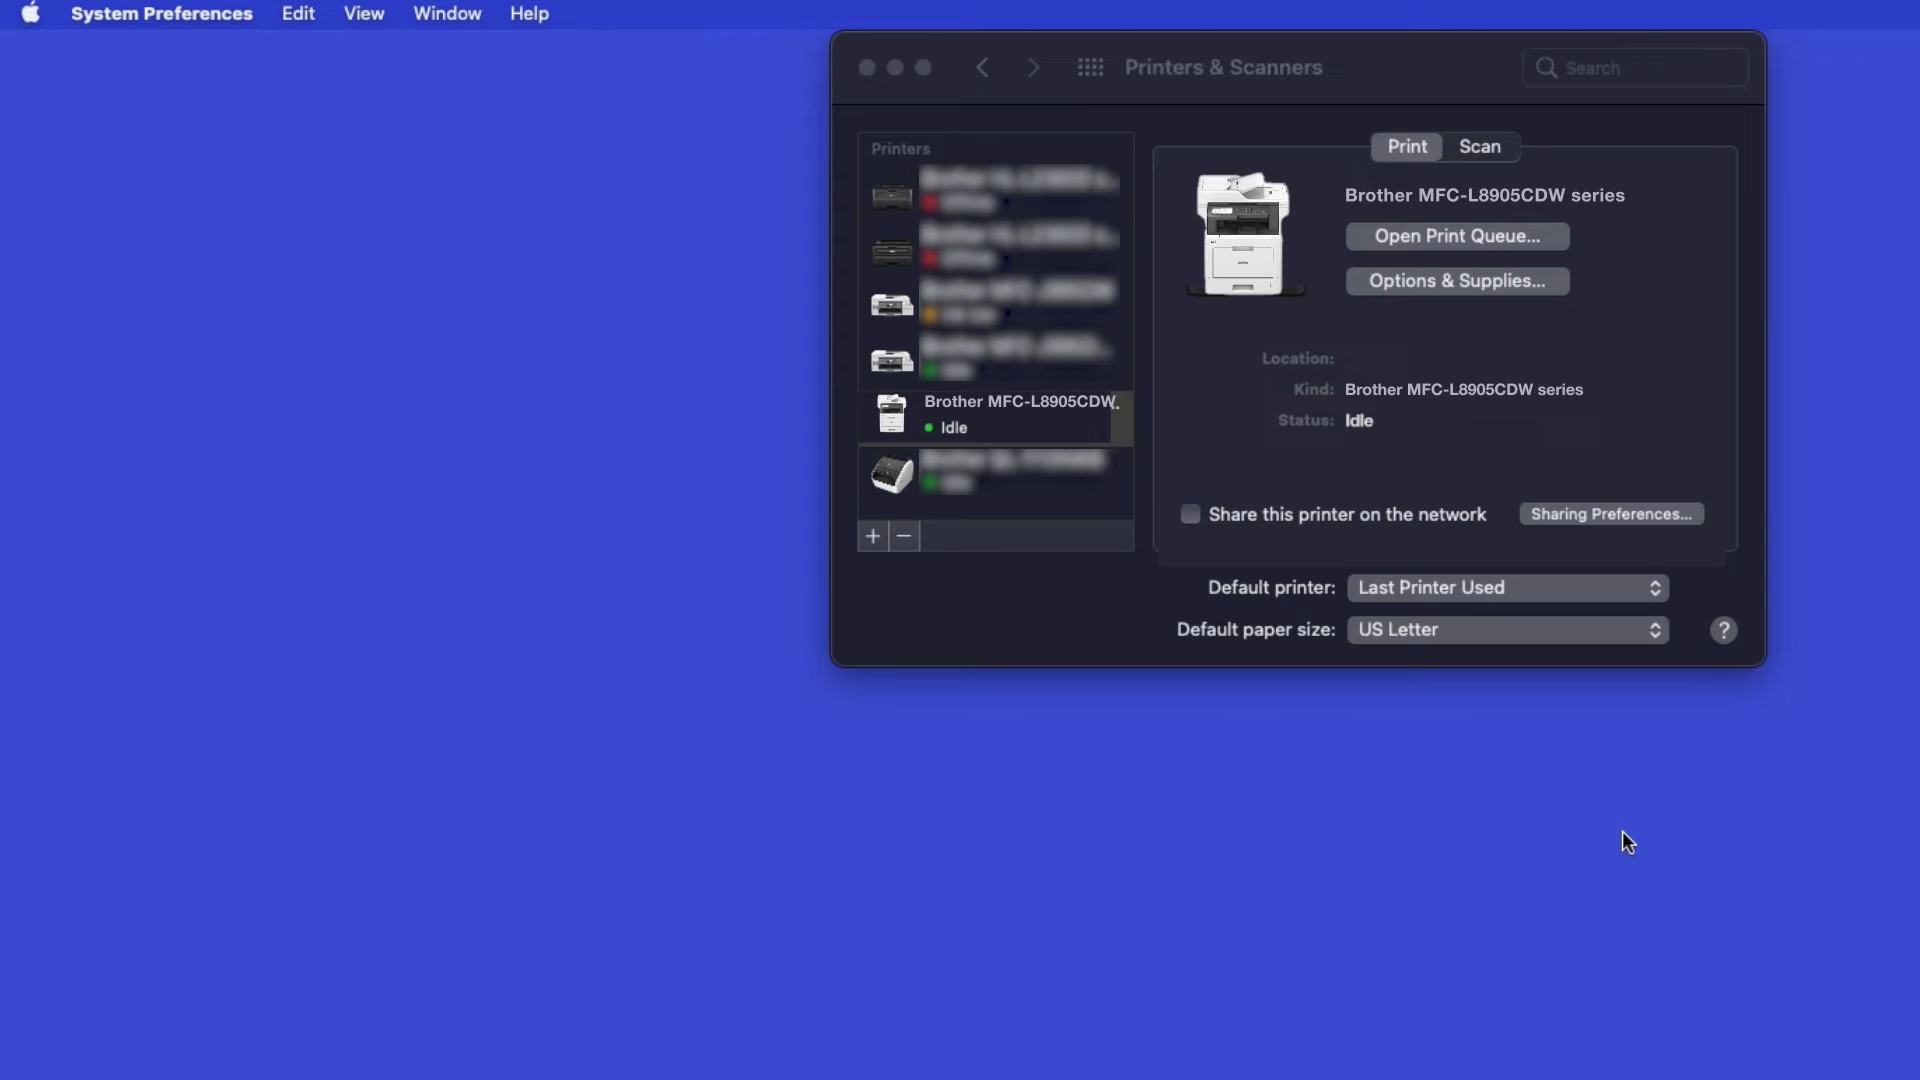 System Preferences Edit View Window Help
Printers & Scanners
Search
Printers
Brother MFC-L8905CDW..
Idle
Print Scan
Brother MFC-L8905CDW series
Open Print Queue...
Options & Supplies...
Location:
Kind: Brother MFC-L8905CDW series
Status: Idle
Share this printer on the network
Sharing Preferences...
+ −
Default printer: Last Printer Used
Default paper size: US Letter
?